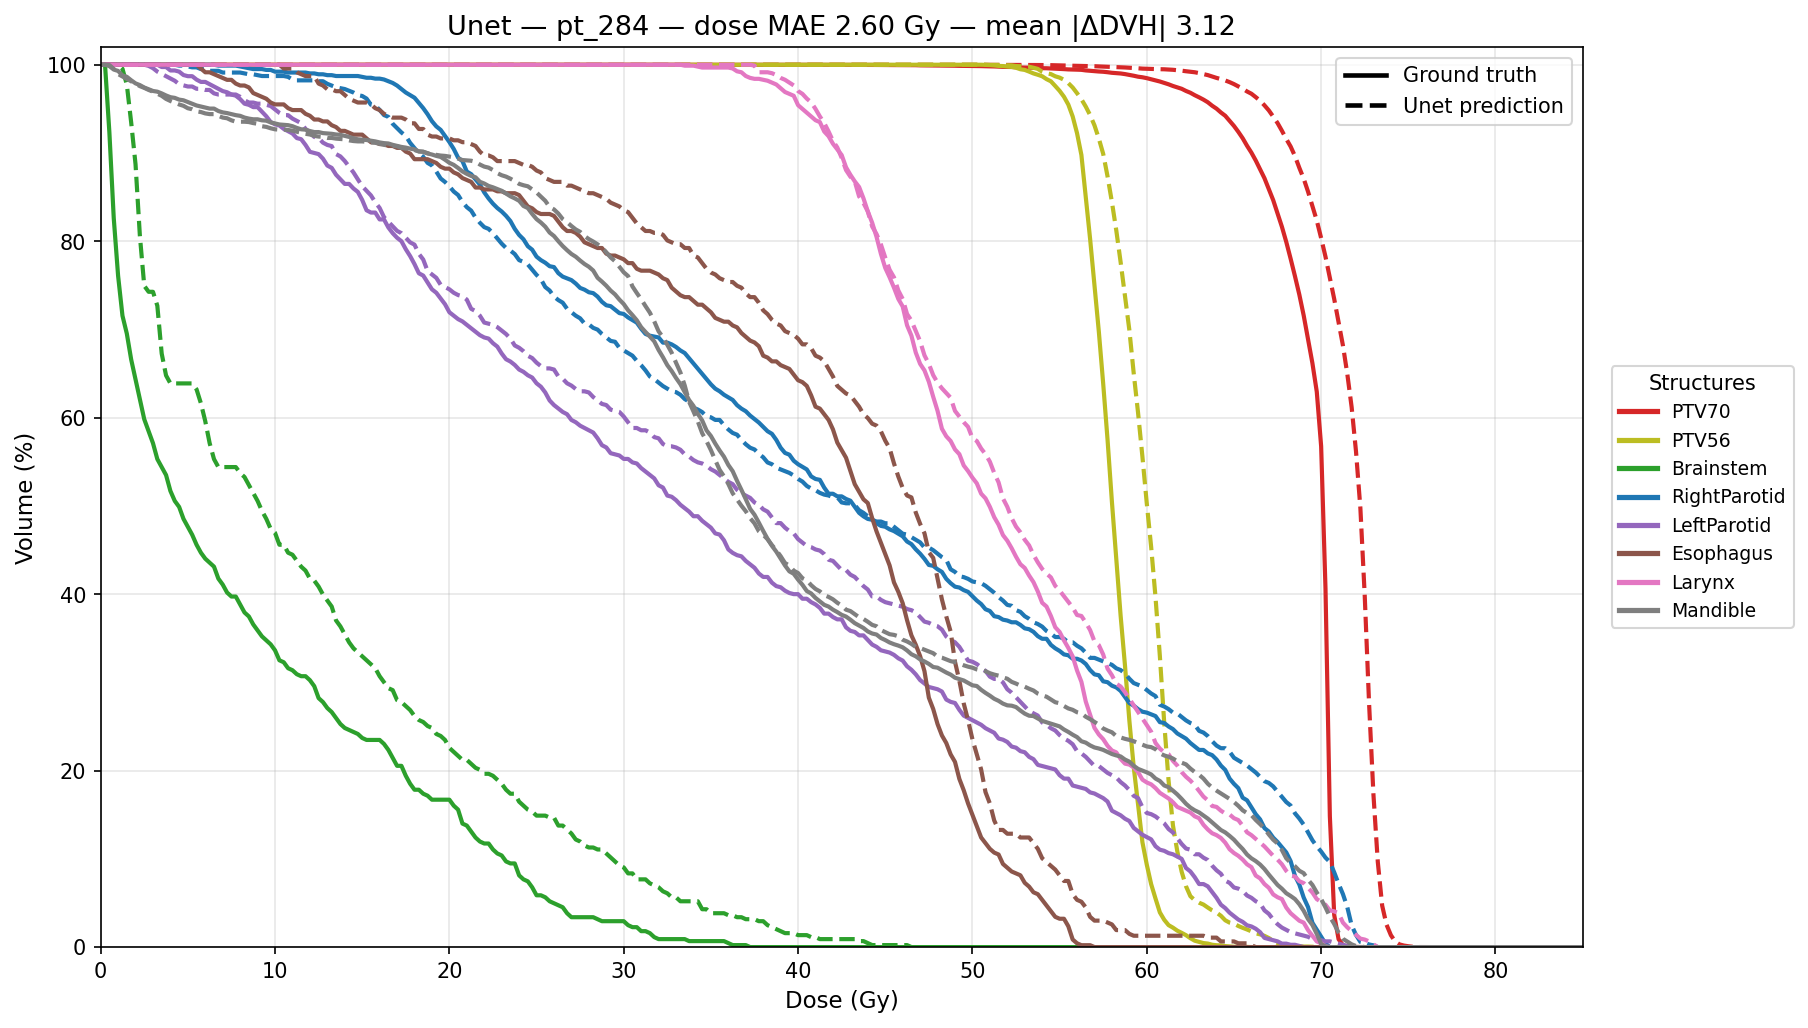 Unet — pt_284 — dose MAE 2.60 Gy — mean |ΔDVH| 3.12
Ground truth
Unet prediction
100
80
60
40
20
0
Volume (%)
0 10 20 30 40 50 60 70 80
Dose (Gy)
Structures
PTV70
PTV56
Brainstem
RightParotid
LeftParotid
Esophagus
Larynx
Mandible